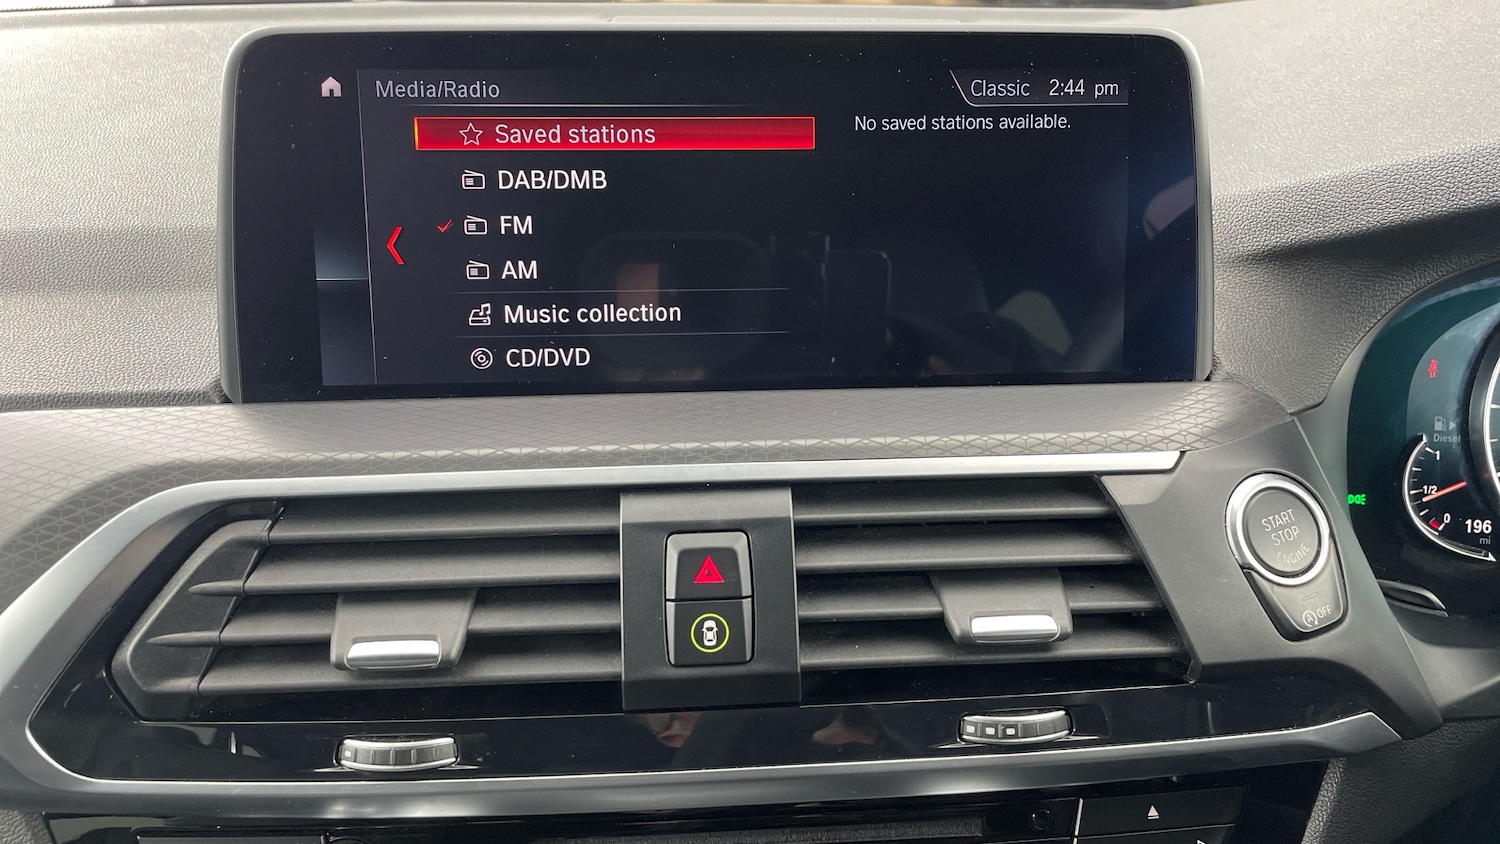 Media/Radio
Classic 2:44 pm
Saved stations
No saved stations available.
DAB/DMB
FM
AM
Music collection
CD/DVD
Diesel
1
1/2
0
196
mi
START
STOP
ENGINE
A OFF